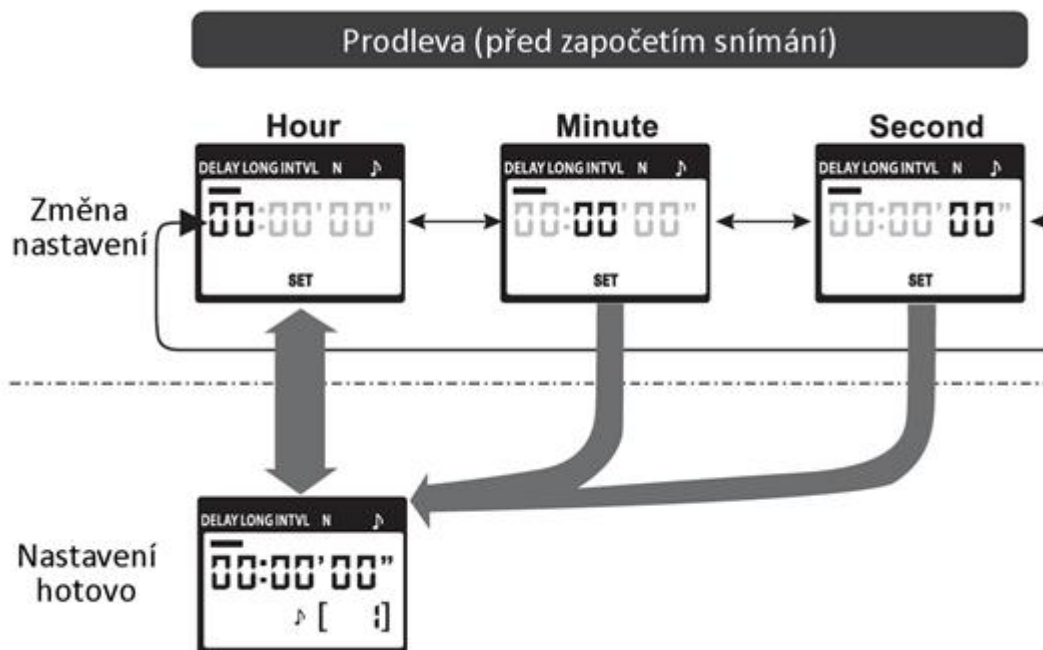 Prodleva (před započetím snímání)
Hour Minute Second
DELAY LONG INTVL N ♪ DELAY LONG INTVL N ♪ DELAY LONG INTVL N ♪
Změna
nastavení
00:00’00” 00:00’00” 00:00’00”
SET SET SET
DELAY LONG INTVL N ♪
Nastavení
hotovo
00:00’00”
♪ [ 1]